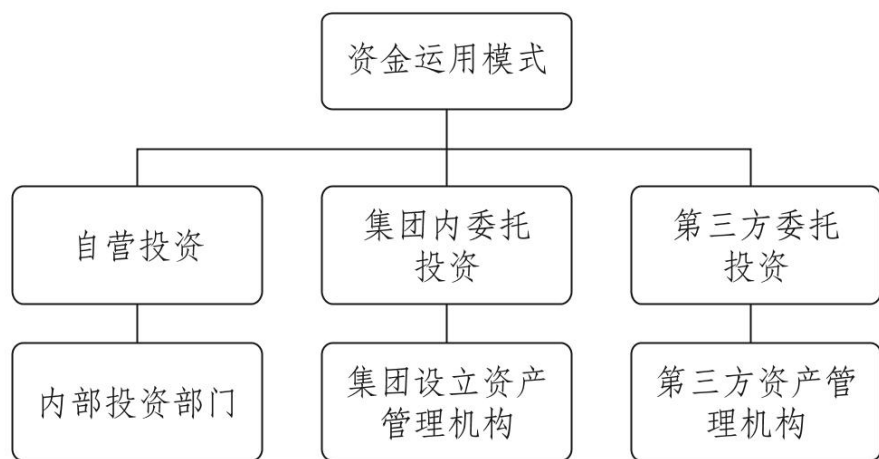 资金运用模式
自营投资
集团内委托
投资
第三方委托
投资
内部投资部门
集团设立资产
管理机构
第三方资产管
理机构